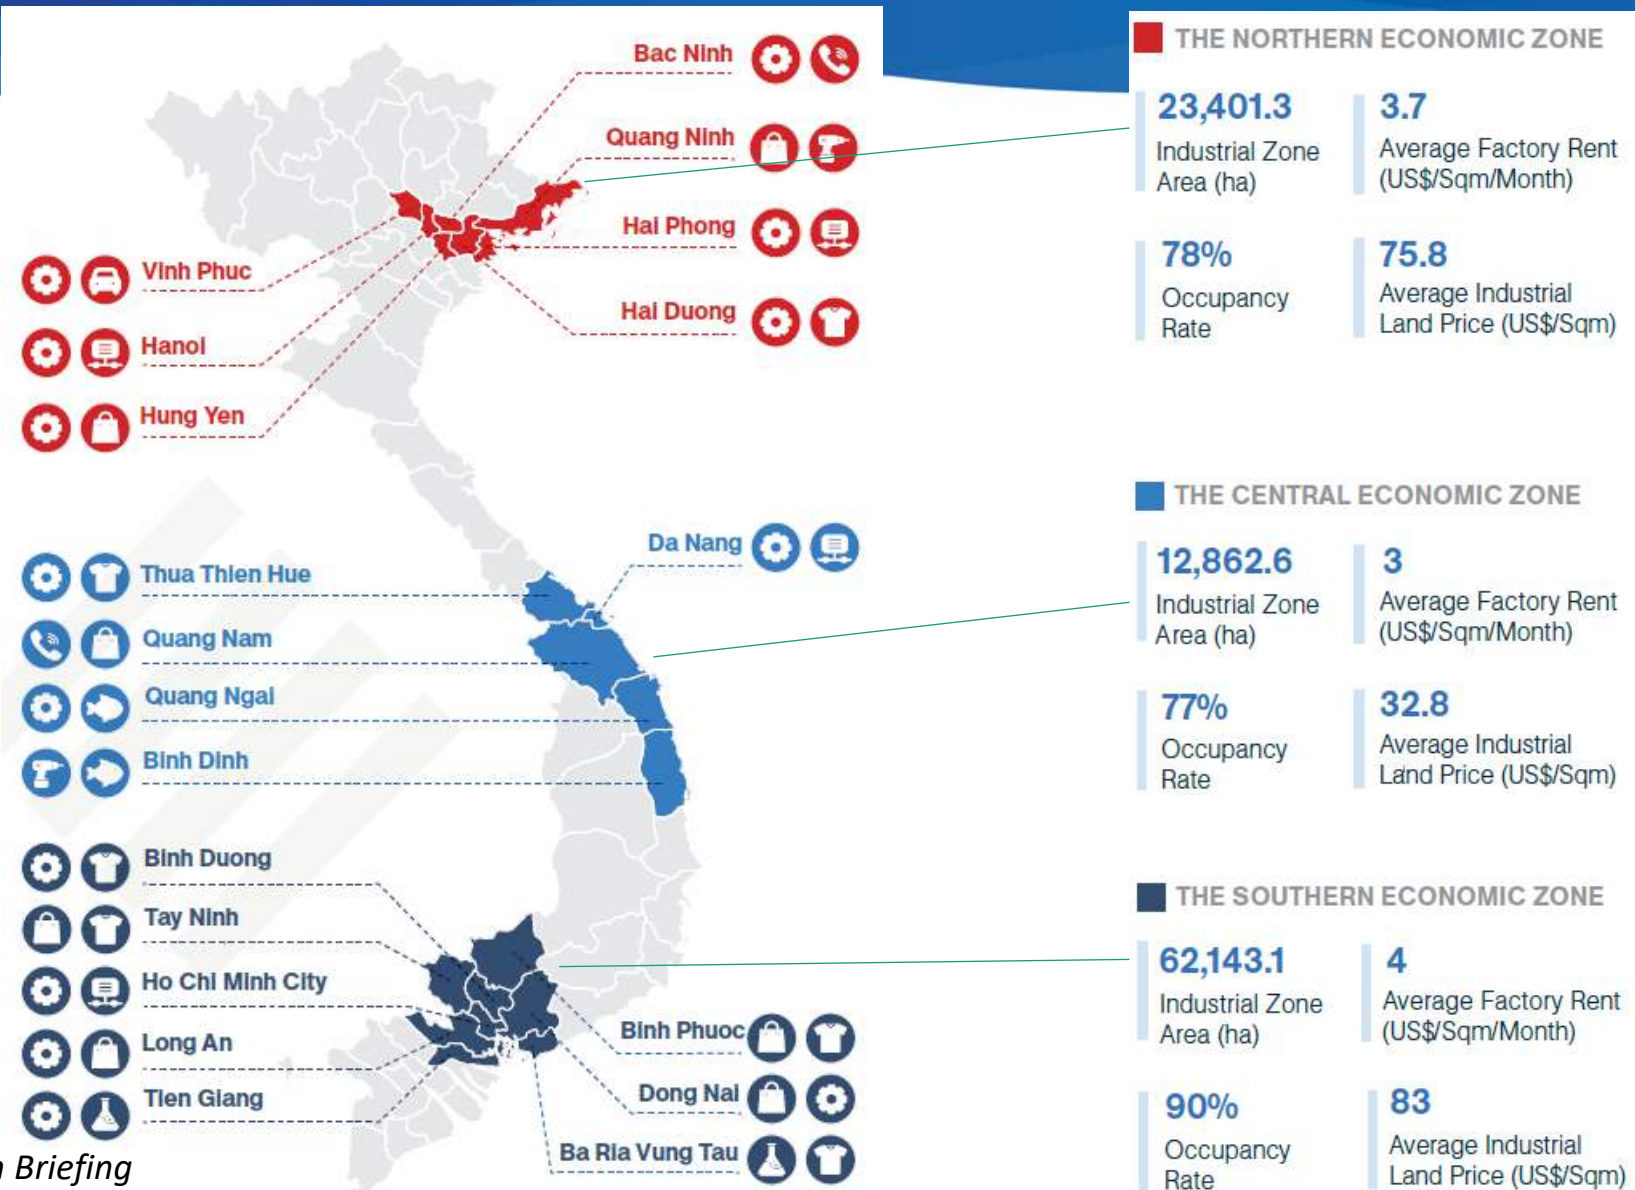 Bac Ninh
Quang Ninh
Hai Phong
Hai Duong
Vinh Phuc
Hanoi
Hung Yen
Da Nang
Thua Thien Hue
Quang Nam
Quang Ngai
Binh Dinh
Binh Duong
Tay Ninh
Ho Chi Minh City
Long An
Tien Giang
Binh Phuoc
Dong Nai
Ba Ria Vung Tau
Briefing
THE NORTHERN ECONOMIC ZONE
23,401.3
Industrial Zone
Area (ha)
3.7
Average Factory Rent
(US$/Sqm/Month)
78%
Occupancy
Rate
75.8
Average Industrial
Land Price (US$/Sqm)
THE CENTRAL ECONOMIC ZONE
12,862.6
Industrial Zone
Area (ha)
3
Average Factory Rent
(US$/Sqm/Month)
77%
Occupancy
Rate
32.8
Average Industrial
Land Price (US$/Sqm)
THE SOUTHERN ECONOMIC ZONE
62,143.1
Industrial Zone
Area (ha)
4
Average Factory Rent
(US$/Sqm/Month)
90%
Occupancy
Rate
83
Average Industrial
Land Price (US$/Sqm)